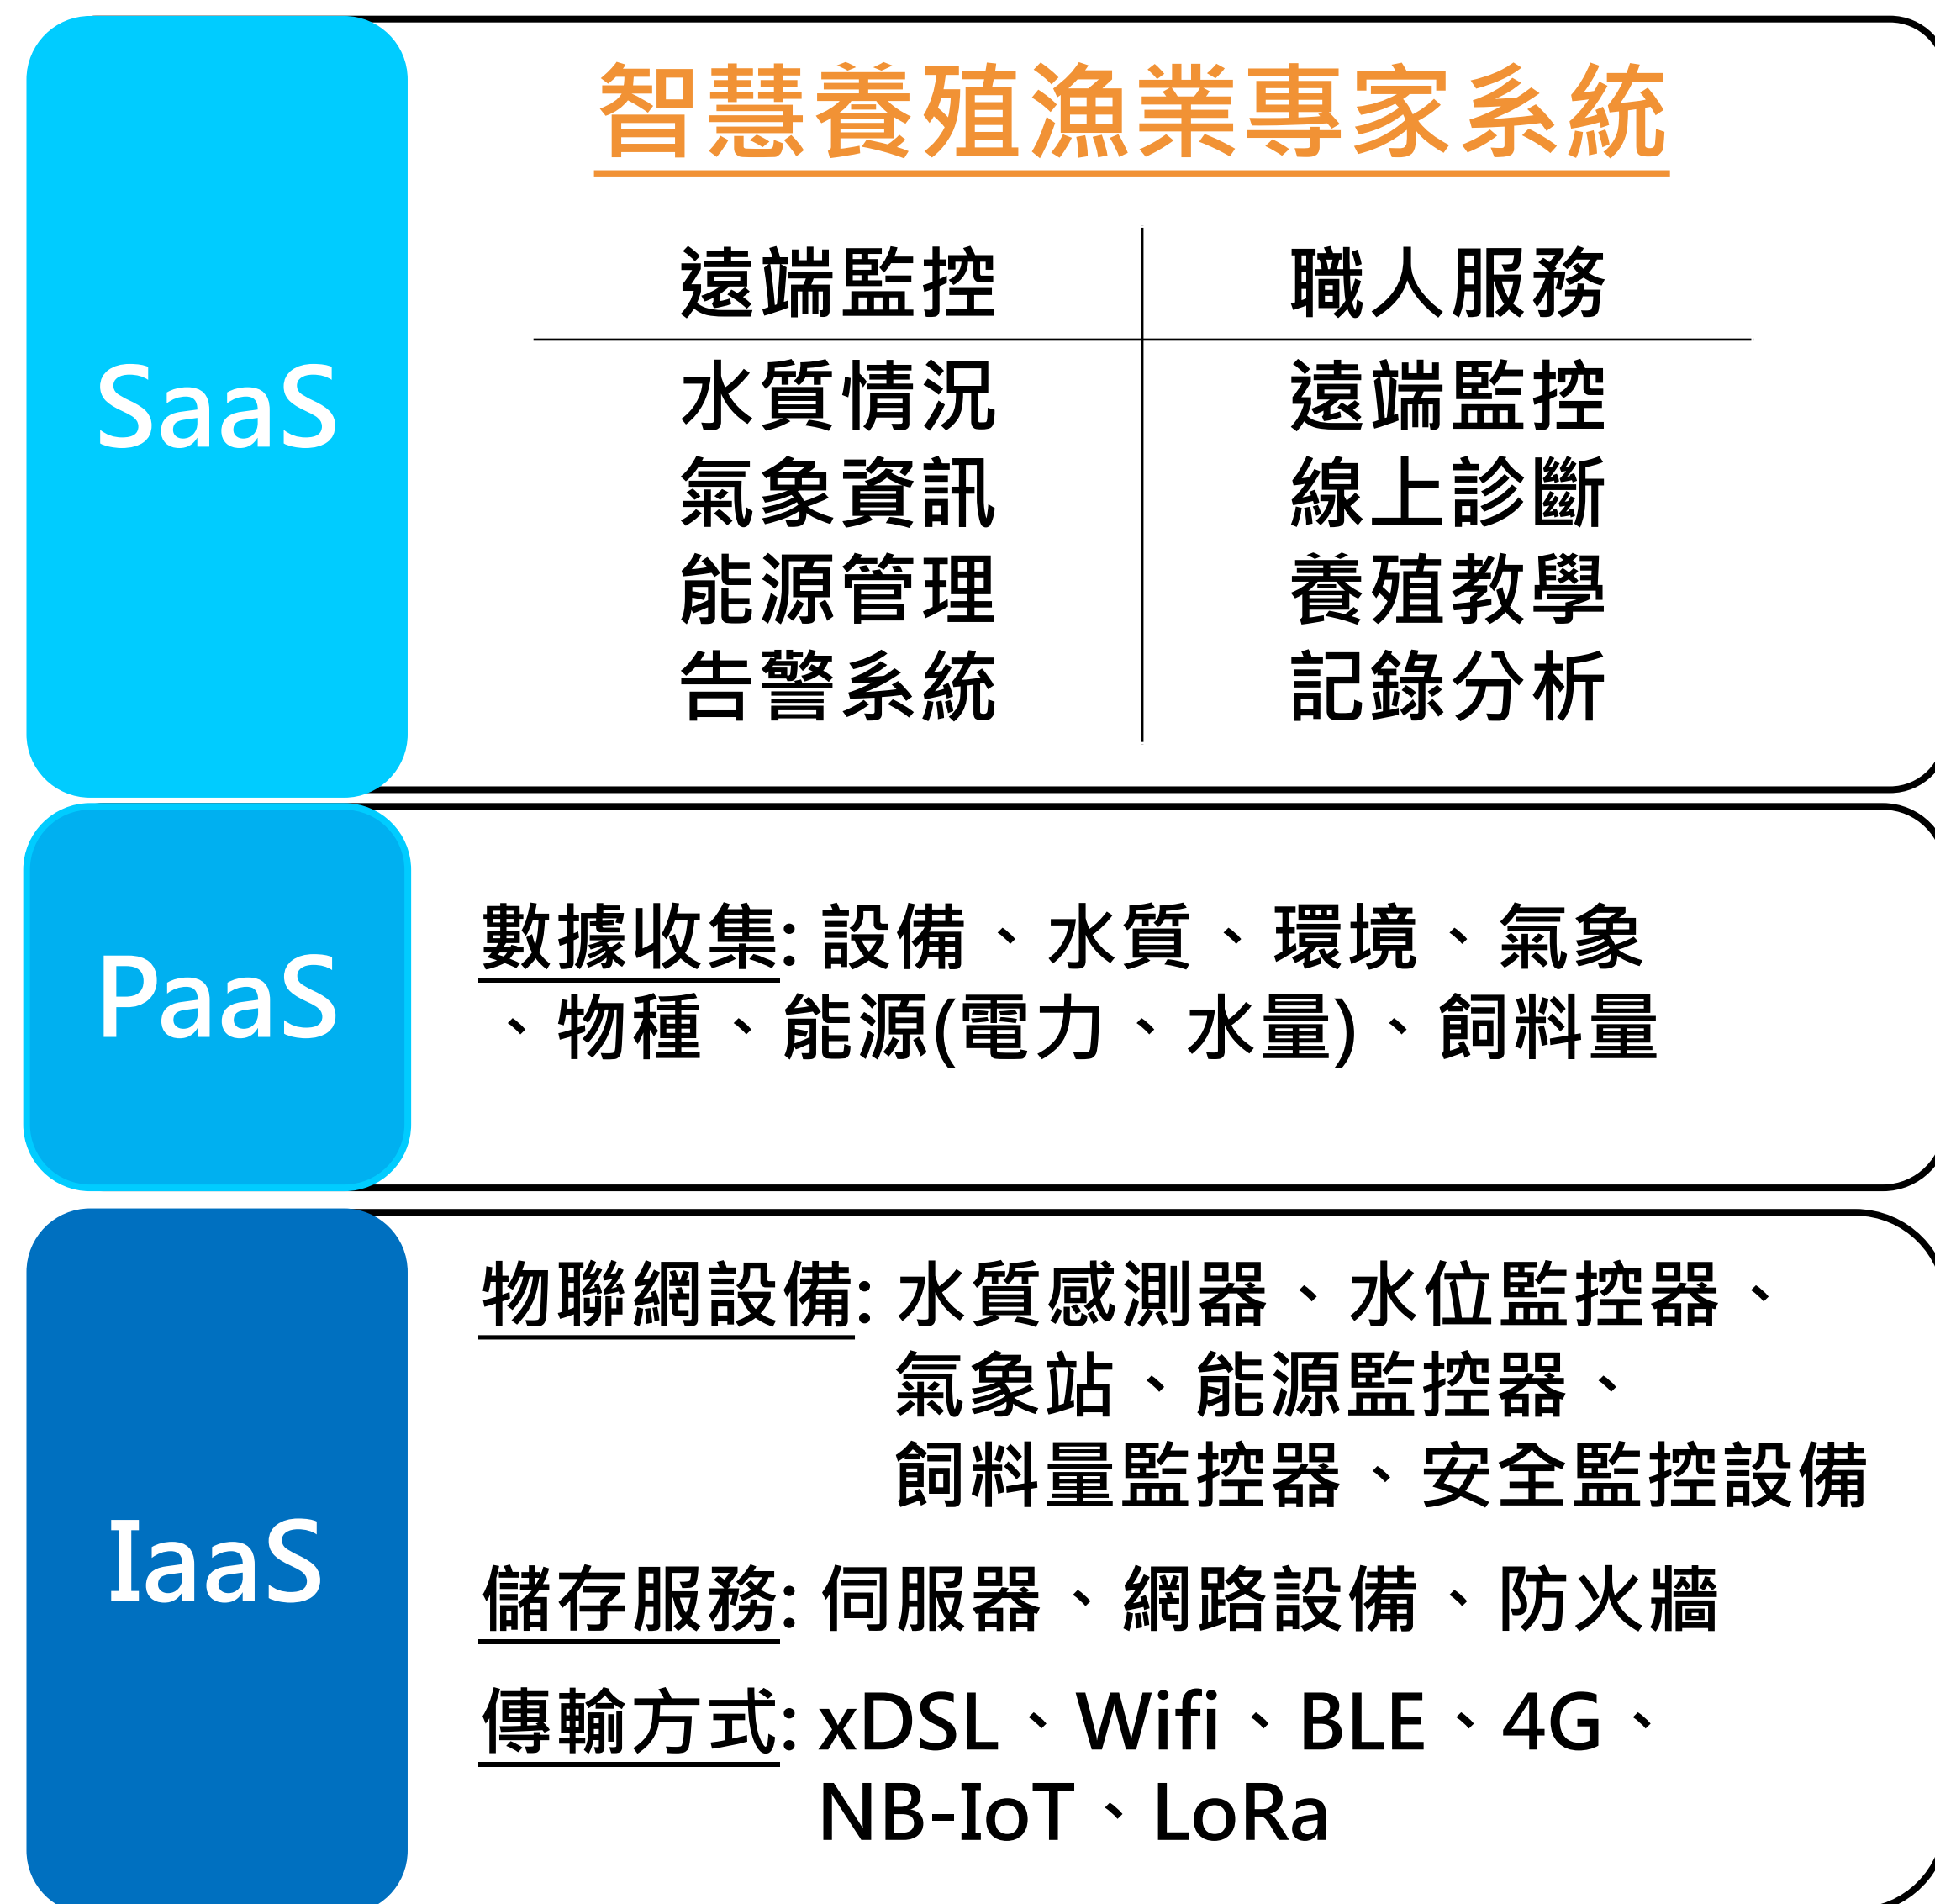 SaaS
智慧養殖漁業專家系統
遠端監控 職人服務
水質情況 遠端監控
氣象資訊 線上診斷
能源管理 養殖教學
告警系統 記錄分析
PaaS
數據收集: 設備、水質、環境、氣象
、物種、能源(電力、水量)、飼料量
IaaS
物聯網設備: 水質感測器、水位監控器、
氣象站、能源監控器、
飼料量監控器、安全監控設備
儲存服務: 伺服器、網路設備、防火牆
傳輸方式: xDSL、Wifi、BLE、4G、
NB-IoT、LoRa